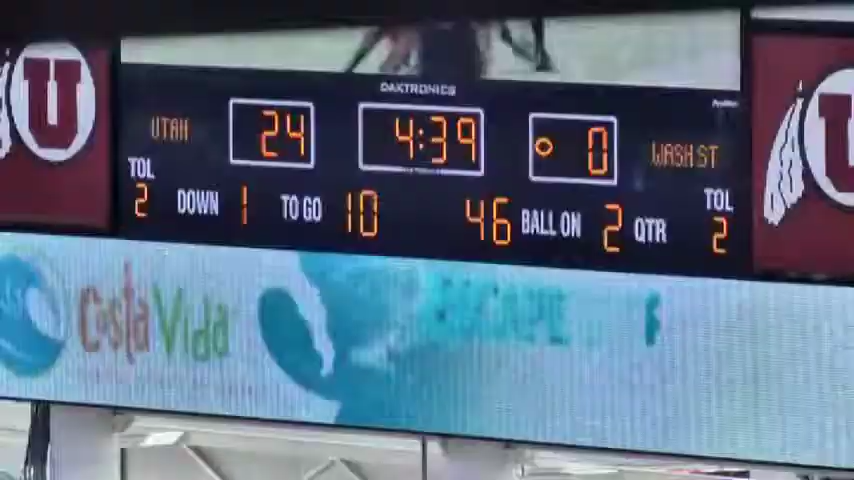 DAKTRONICS
U
UTAH 24 4:39 0 WASH ST
TOL TOL
2 DOWN 1 TO GO 10 46 BALL ON 2 QTR 2
Costa Vida ESCAPE